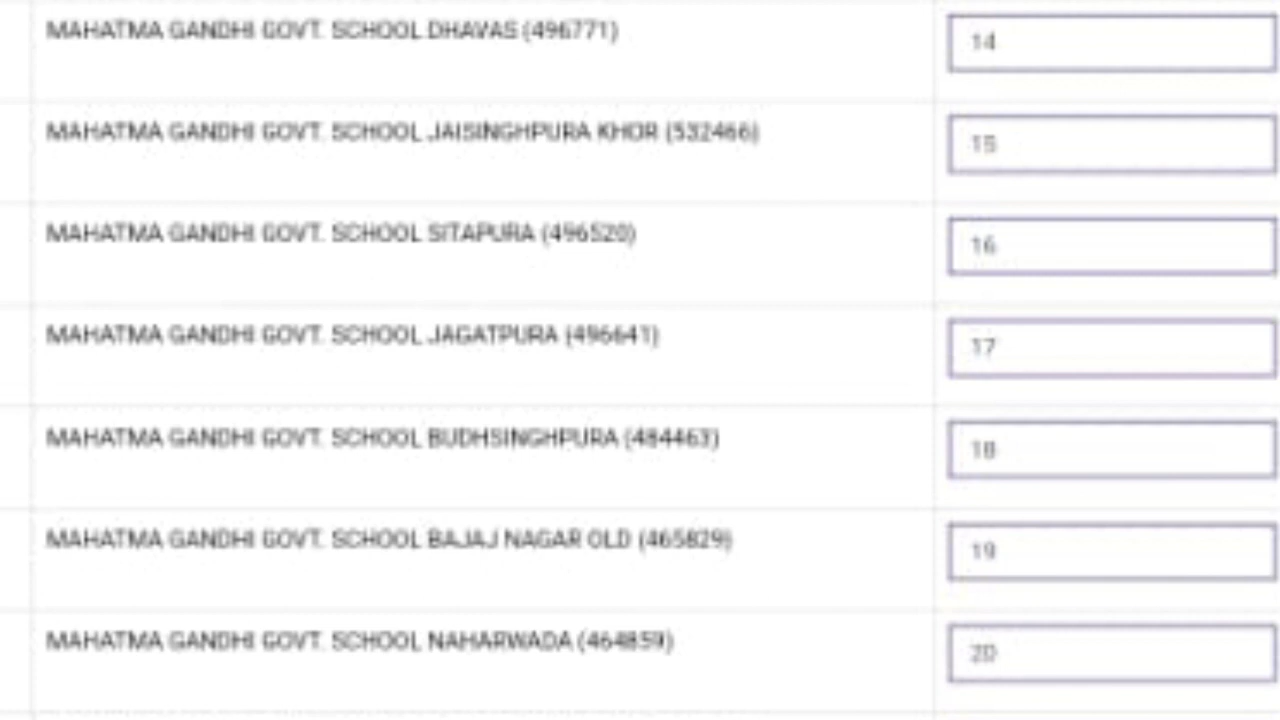 MAHATMA GANDHI GOVT. SCHOOL DHAVAS (496771) 14
MAHATMA GANDHI GOVT. SCHOOL JAISINGHPURA KHOR (532466) 15
MAHATMA GANDHI GOVT. SCHOOL SITAPURA (496520) 16
MAHATMA GANDHI GOVT. SCHOOL JAGATPURA (496641) 17
MAHATMA GANDHI GOVT. SCHOOL BUDHSINGHPURA (484463) 18
MAHATMA GANDHI GOVT. SCHOOL BAJAJ NAGAR OLD (465829) 19
MAHATMA GANDHI GOVT. SCHOOL NAHARWADA (464859) 20